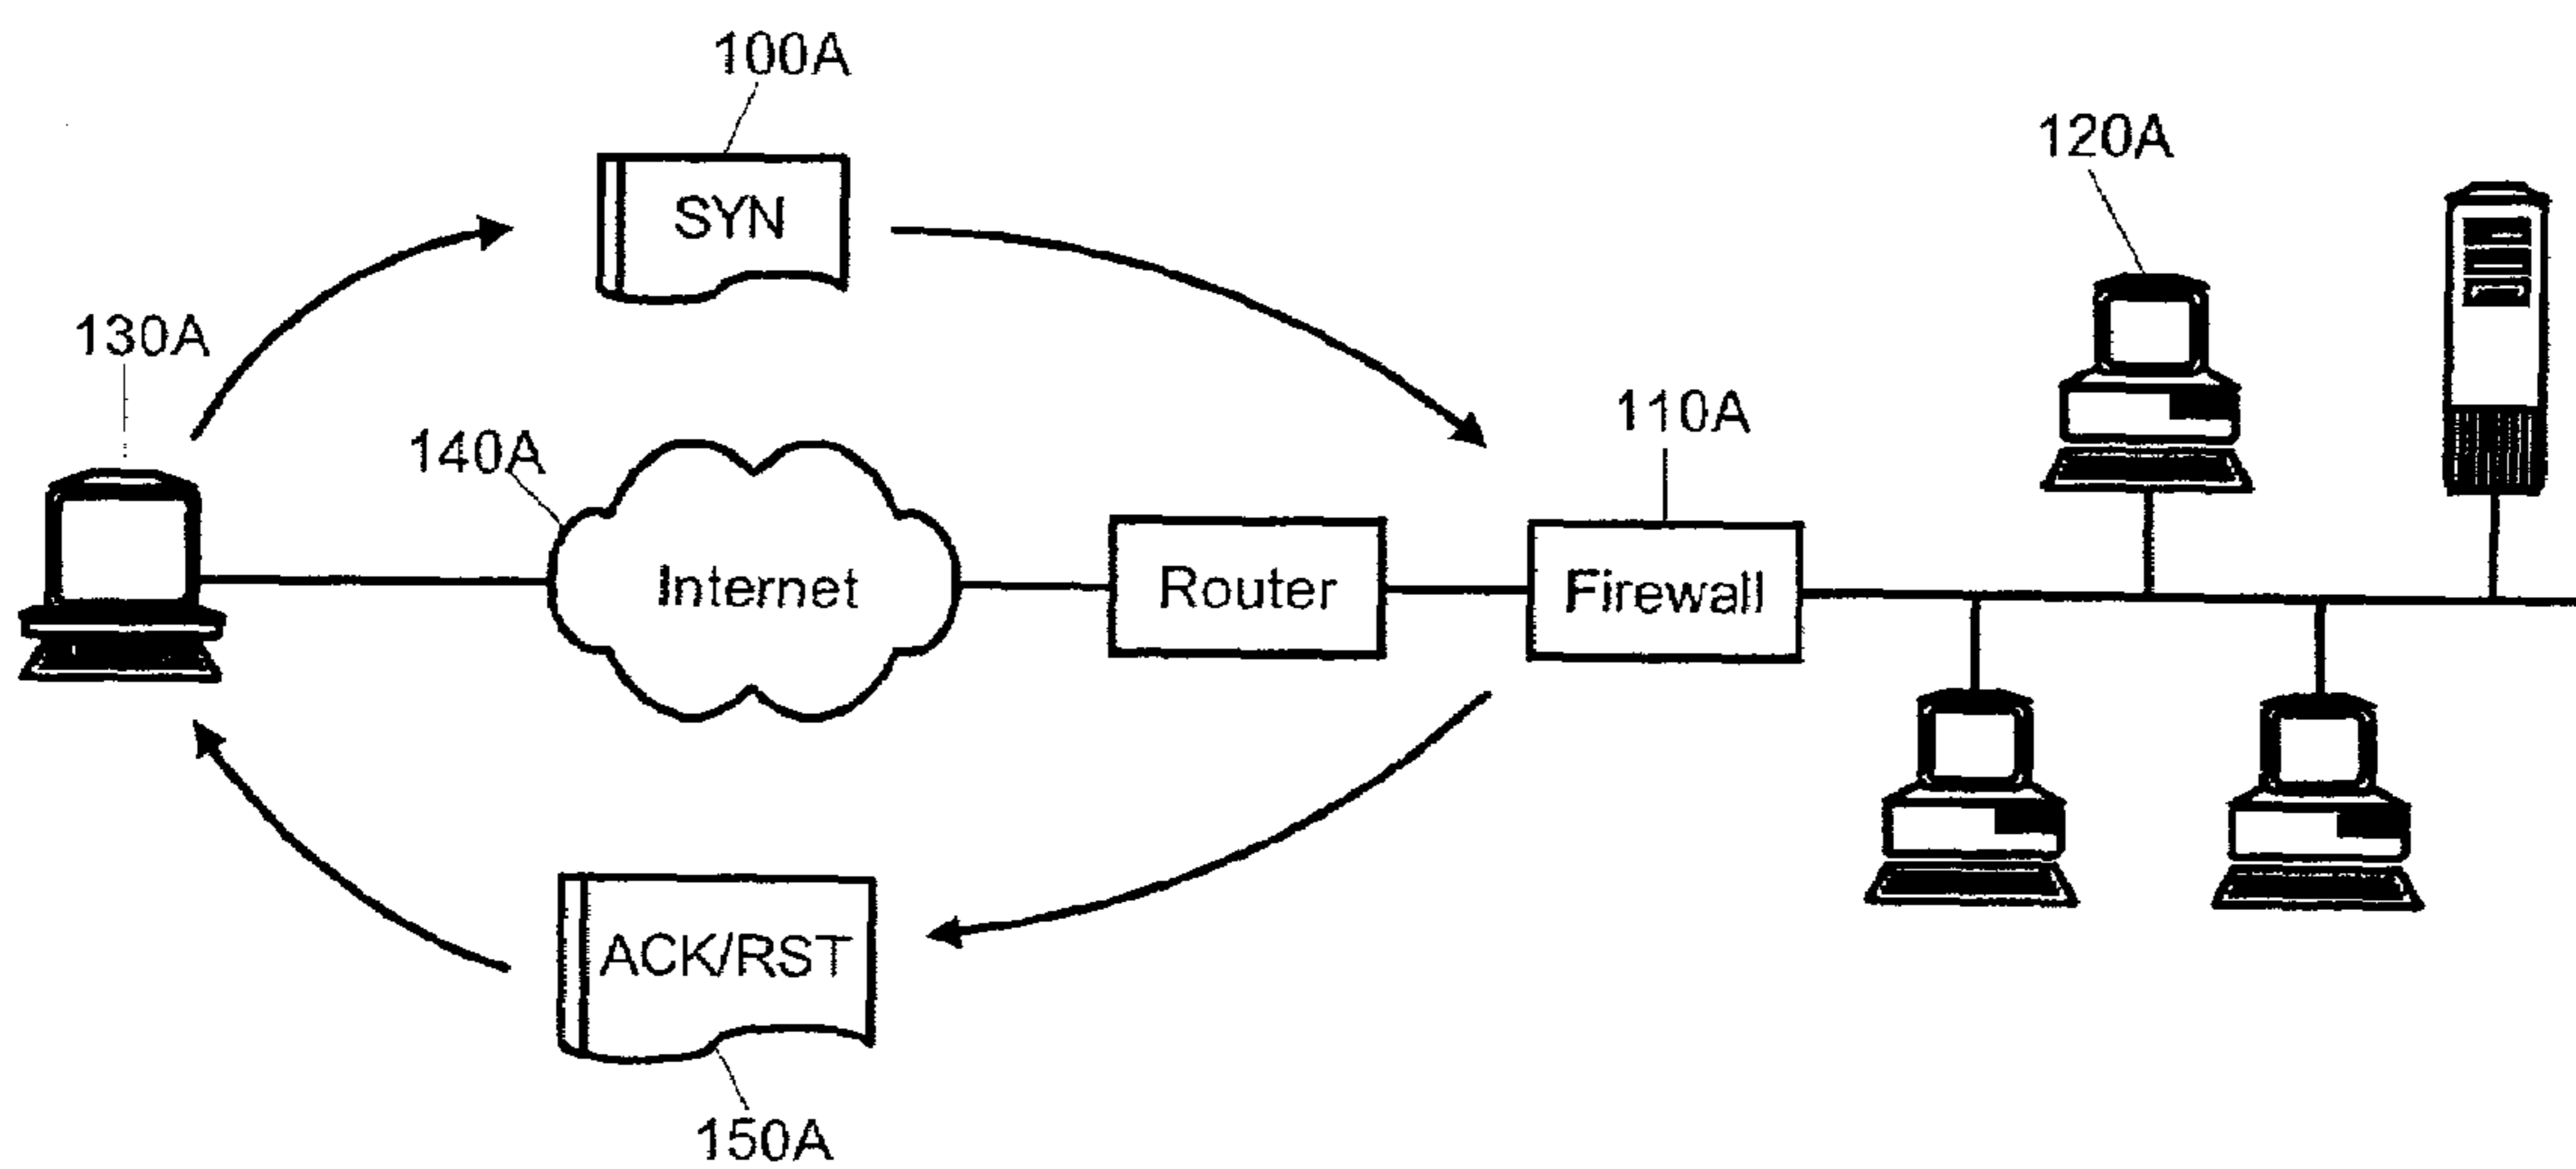 100A
SYN
120A
130A
110A
140A
Internet
Router
Firewall
ACK/RST
150A